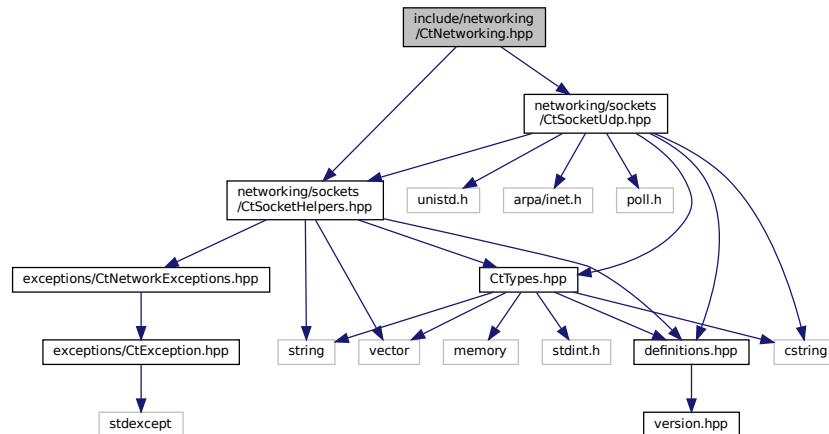 include/networking
/CtNetworking.hpp
networking/sockets
/CtSocketUdp.hpp
networking/sockets
/CtSocketHelpers.hpp
unistd.h
arpa/inet.h
poll.h
exceptions/CtNetworkExceptions.hpp
CtTypes.hpp
exceptions/CtException.hpp
string
vector
memory
stdint.h
definitions.hpp
cstring
stdexcept
version.hpp